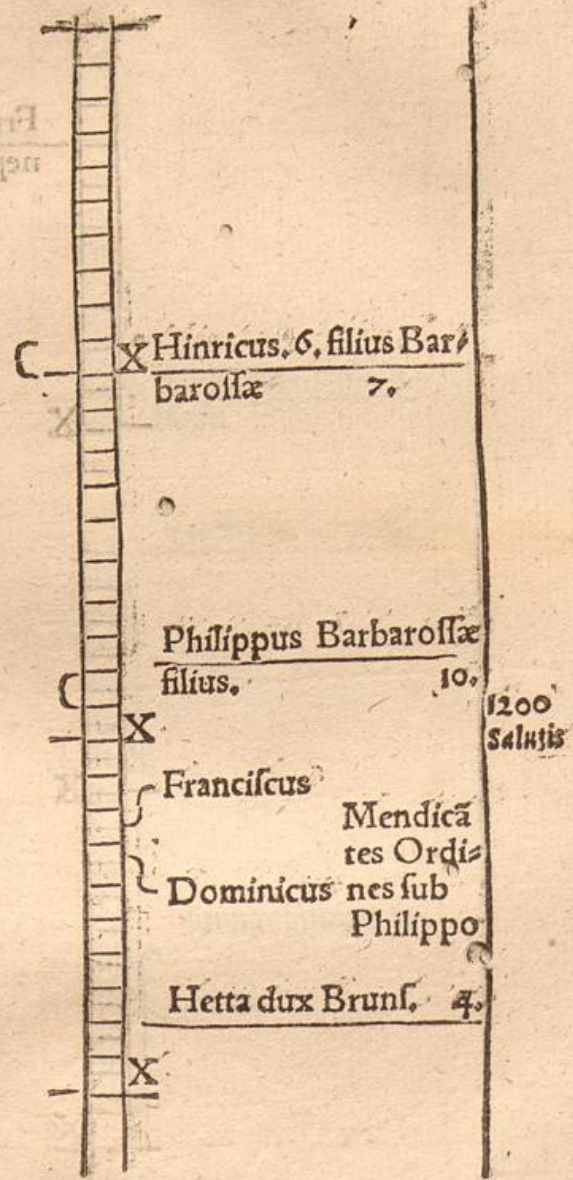 X Hinricus. 6. filius Bar⸗
barossæ 7.
Philippus Barbarossæ
filius. 10.
1200
Salutis
X
Franciscus
Mendicā
tes Ordi⸗
Dominicus nes sub
Philippo
Hetta dux Bruns. 4.
X